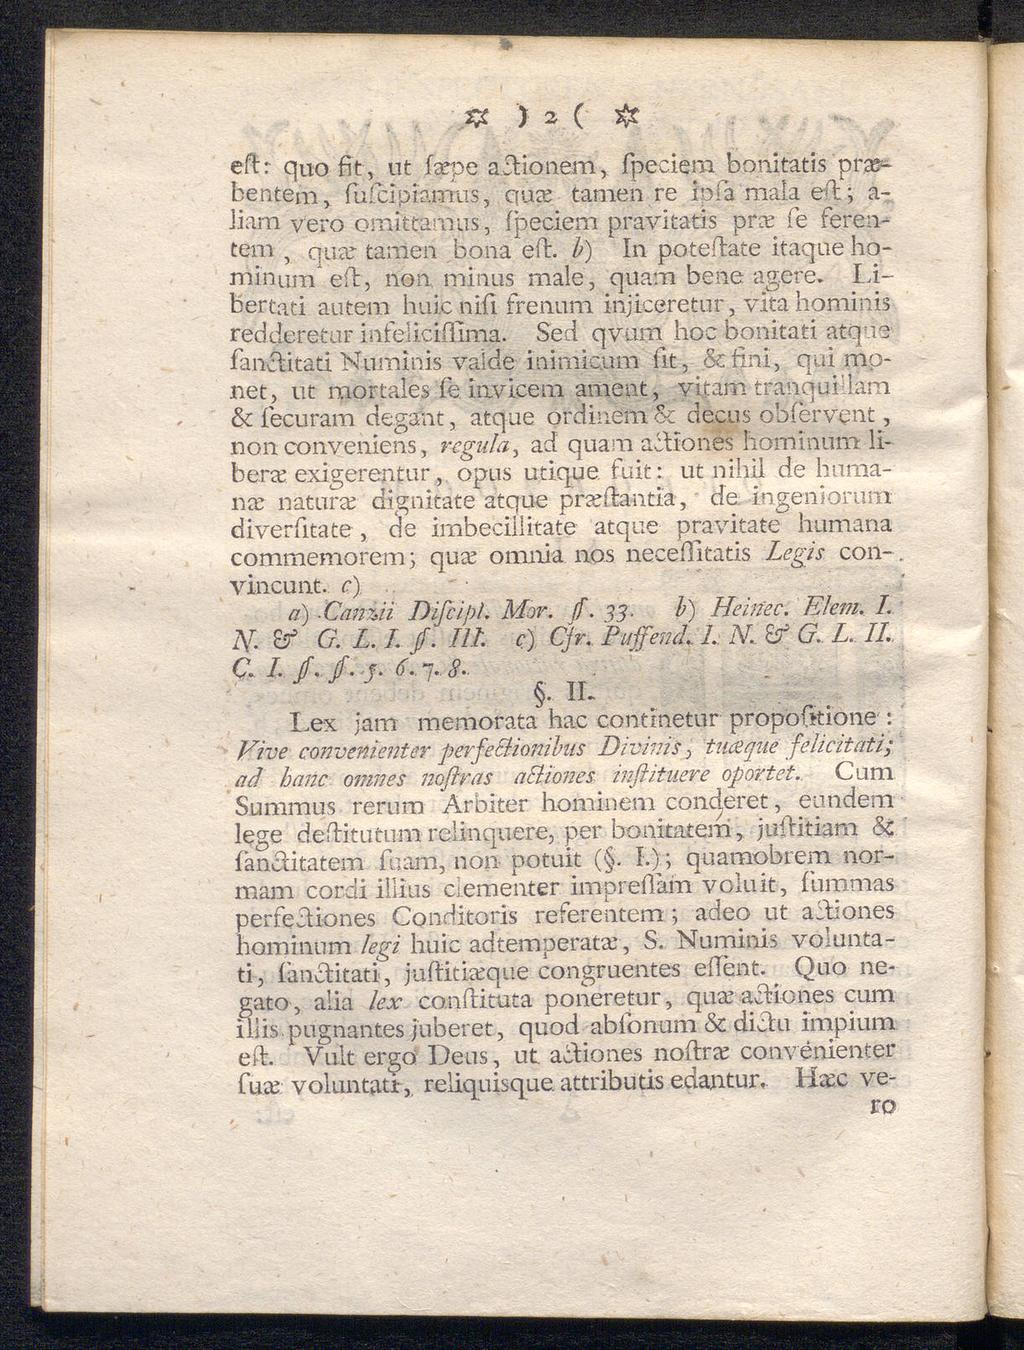 ☼ ) 2 ( ☼
eſt: quo fit, ut ſæpe actionem, ſpeciem bonitatis præ-
bentem, ſuſcipiamus, quæ tamen re ipſa mala eſt; a-
liam vero omittamus, ſpeciem pravitatis præ ſe feren-
tem, quæ tamen bona eſt. b) In poteſtate itaque ho-
minum eſt, non minus male, quam bene agere. Li-
bertati autem huic niſi frenum injiceretur, vita hominis
redderetur infeliciſſima. Sed qvum hoc bonitati atque
ſanctitati Numinis valde inimicum ſit, & fini, qui mo-
net, ut mortales ſe invicem ament, vitam tranquillam
& ſecuram degant, atque ordinem & decus obſervent,
non conveniens, regula, ad quam actiones hominum li-
beræ exigerentur, opus utique fuit: ut nihil de huma-
næ naturæ dignitate atque præſtantia, de ingeniorum
diverſitate, de imbecillitate atque pravitate humana
commemorem; quæ omnia nos neceſſitatis Legis con-
vincunt. c)
a) Canzii Diſcipl. Mor. ſ. 33. b) Heinec. Elem. I.
N. & G. L. I. ſ. III. c) Cfr. Puffend. I. N. & G. L. II.
C. I. ſ. ſ. 5. 6. 7. 8.
§. II.
Lex jam memorata hac continetur propoſitione:
Vive convenienter perfectionibus Divinis, tuæque felicitati;
ad hanc omnes noſtras actiones inſtituere oportet. Cum
Summus rerum Arbiter hominem conderet, eundem
lege deſtitutum relinquere, per bonitatem, juſtitiam &
ſanctitatem ſuam, non potuit (§. I.); quamobrem nor-
mam cordi illius clementer impreſſam voluit, ſummas
perfectiones Conditoris referentem; adeo ut actiones
hominum legi huic adtemperatæ, S. Numinis volunta-
ti, ſanctitati, juſtitiæque congruentes eſſent. Quo ne-
gato, alia lex conſtituta poneretur, quæ actiones cum
illis pugnantes juberet, quod abſonum & dictu impium
eſt. Vult ergo Deus, ut actiones noſtræ convenienter
ſuæ voluntati, reliquisque attributis edantur. Hæc ve-
ro